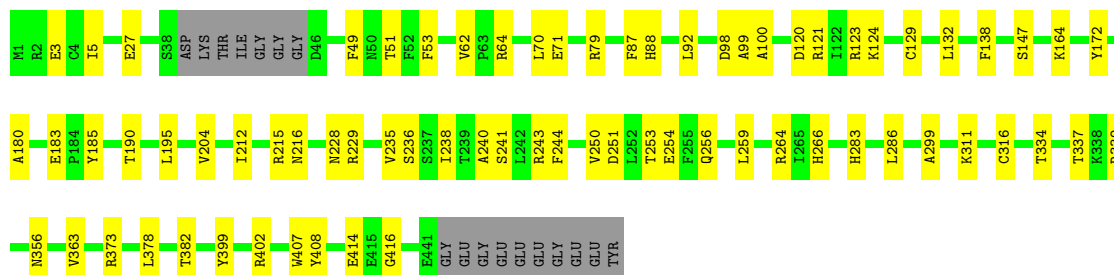 M1 R2 E3 C4 I5 E27 S38 ASP LYS THR ILE GLY GLY GLY D46 F49 N50 T51 F52 F53 V62 P63 R64 L70 E71 R79 F87 H88 L92 D98 A99 A100 D120 R121 I122 R123 K124 C129 L132 F138 S147 K164 Y172
A180 E183 P184 Y185 T190 L195 V204 I212 R215 N216 N228 R229 V235 S236 S237 I238 T239 A240 S241 L242 R243 F244 V250 D251 L252 T253 E254 F255 Q256 L259 R264 I265 H266 H283 L286 A299 K311 C316 T334 T337 K338
N356 V363 R373 L378 T382 Y399 R402 W407 Y408 E414 E415 G416 E441 GLY GLU GLY GLU GLU GLU GLY GLU GLU TYR